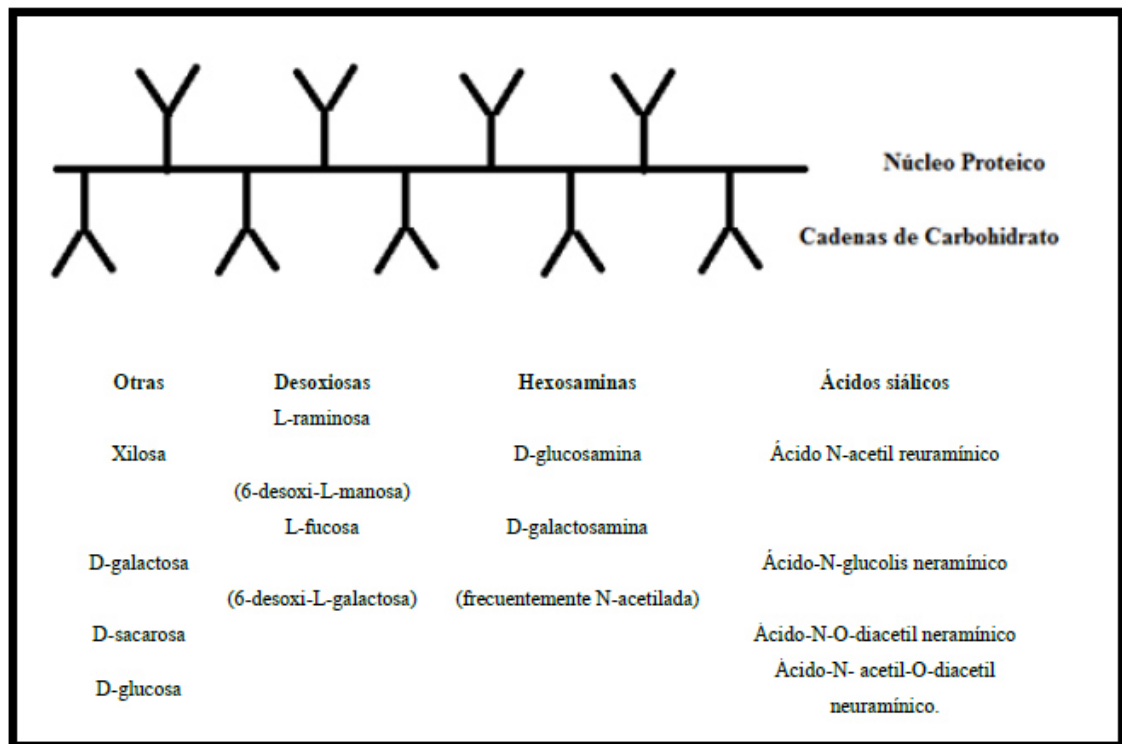 Núcleo Proteico
Cadenas de Carbohidrato
Otras Desoxiosas Hexosaminas Ácidos siálicos
L-raminosa
Xilosa D-glucosamina Ácido N-acetil reuramínico
(6-desoxi-L-manosa)
L-fucosa D-galactosamina
D-galactosa Ácido-N-glucolis neramínico
(6-desoxi-L-galactosa) (frecuentemente N-acetilada)
D-sacarosa Ácido-N-O-diacetil neramínico
D-glucosa Ácido-N- acetil-O-diacetil
neuramínico.